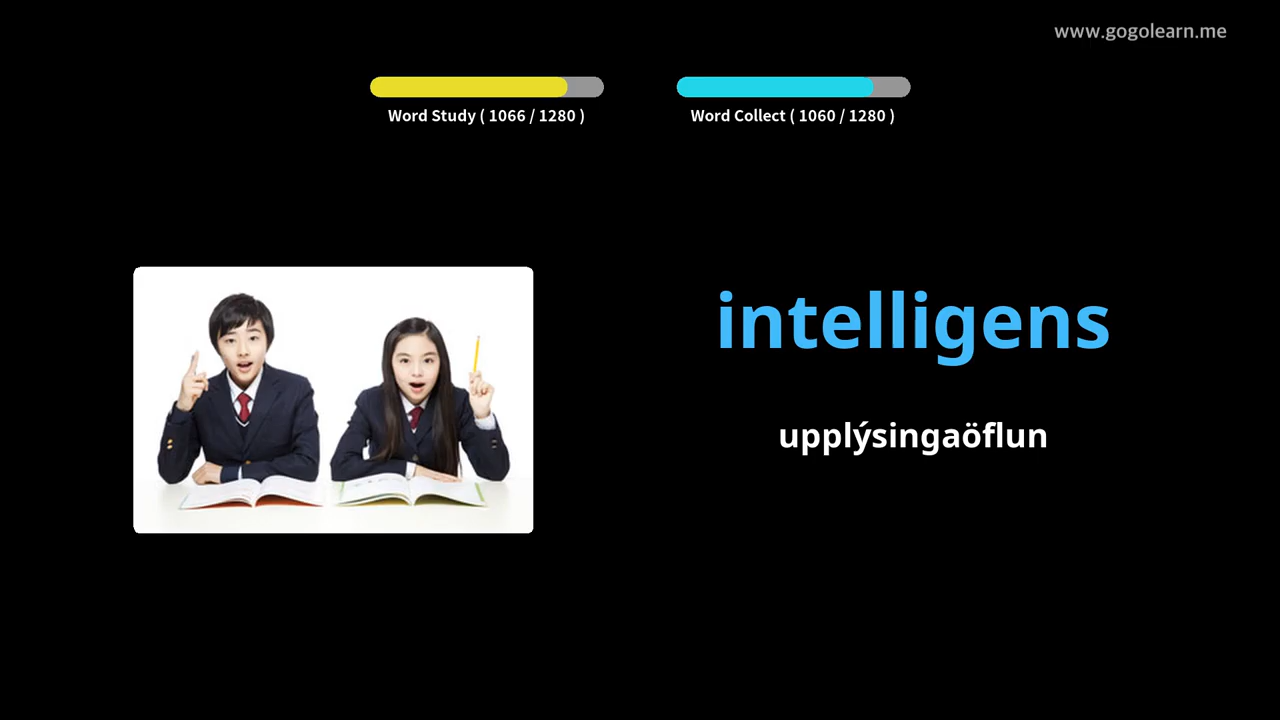 www.gogolearn.me
Word Study ( 1066 / 1280 )
Word Collect ( 1060 / 1280 )
intelligens
upplýsingaöflun